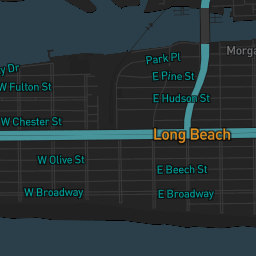 Park Pl
Morga
y Dr
E Pine St
W Fulton St
E Hudson St
W Chester St
Long Beach
W Olive St
E Beech St
W Broadway
E Broadway